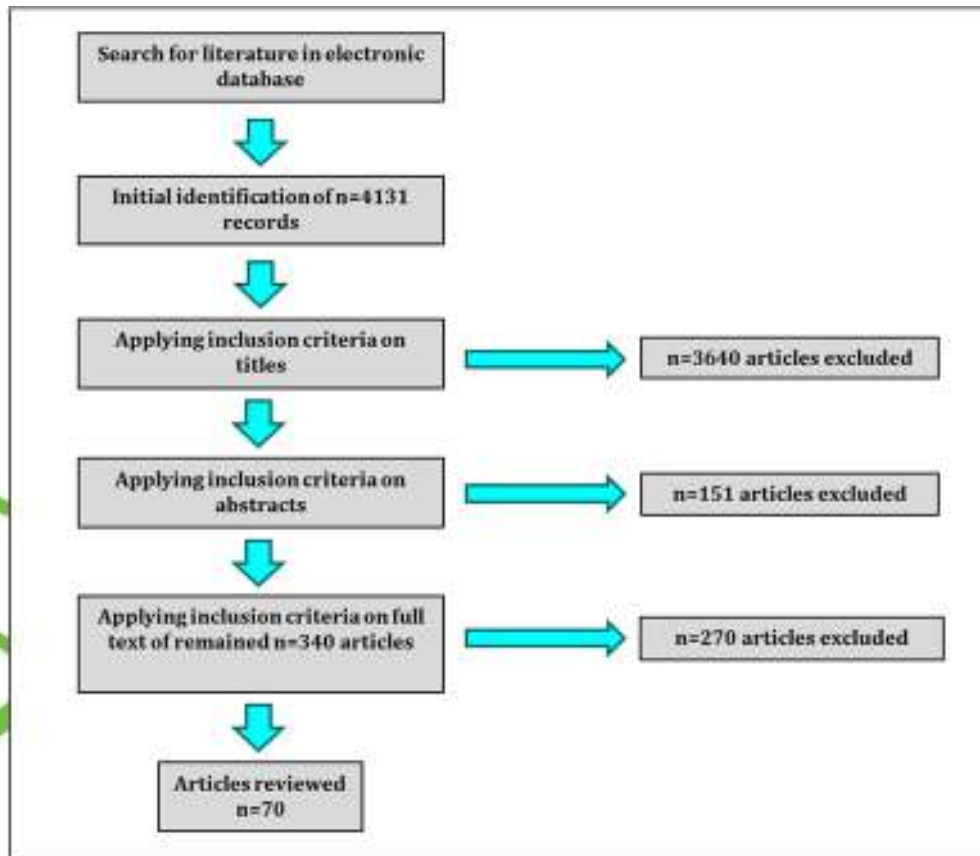 Search for literature in electronic
database
Initial identification of n=4131
records
Applying inclusion criteria on
titles
n=3640 articles excluded
Applying inclusion criteria on
abstracts
n=151 articles excluded
Applying inclusion criteria on full
text of remained n=340 articles
n=270 articles excluded
Articles reviewed
n=70